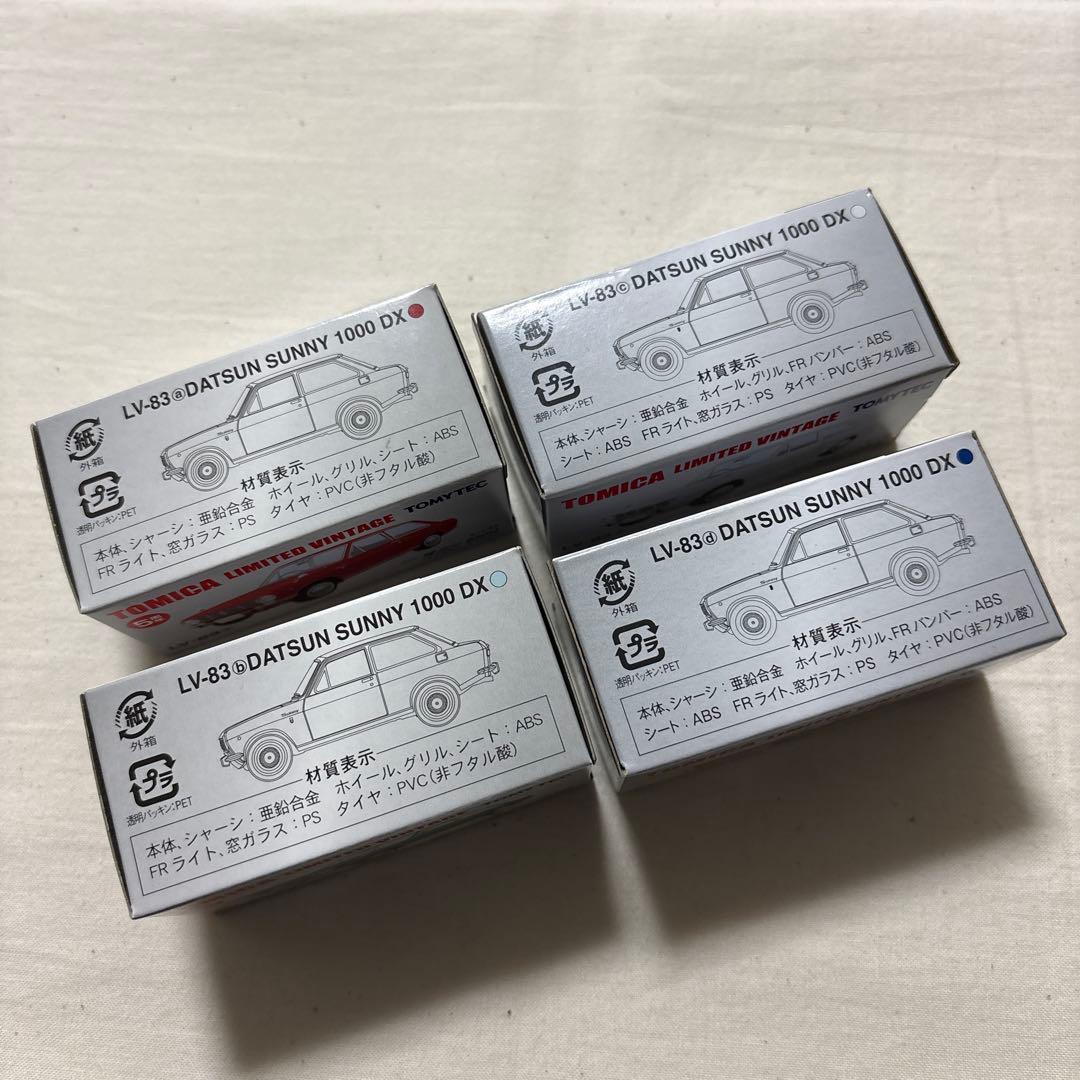 LV-83ⓐDATSUN SUNNY 1000 DX
紙
外箱
プラ
透明パッキン:PET
材質表示
本体、シャーシ:亜鉛合金 ホイール、グリル、シート:ABS
FRライト、窓ガラス:PS タイヤ:PVC(非フタル酸)
TOMICA LIMITED VINTAGE TOMYTEC
LV-83ⓒDATSUN SUNNY 1000 DX
紙
外箱
プラ
透明パッキン:PET
材質表示
本体、シャーシ:亜鉛合金 ホイール、グリル、FRバンパー:ABS
シート:ABS FRライト、窓ガラス:PS タイヤ:PVC(非フタル酸)
TOMICA LIMITED VINTAGE TOMYTEC
LV-83ⓑDATSUN SUNNY 1000 DX
紙
外箱
プラ
透明パッキン:PET
材質表示
本体、シャーシ:亜鉛合金 ホイール、グリル、シート:ABS
FRライト、窓ガラス:PS タイヤ:PVC(非フタル酸)
LV-83ⓓDATSUN SUNNY 1000 DX
紙
外箱
プラ
透明パッキン:PET
材質表示
本体、シャーシ:亜鉛合金 ホイール、グリル、FRバンパー:ABS
シート:ABS FRライト、窓ガラス:PS タイヤ:PVC(非フタル酸)